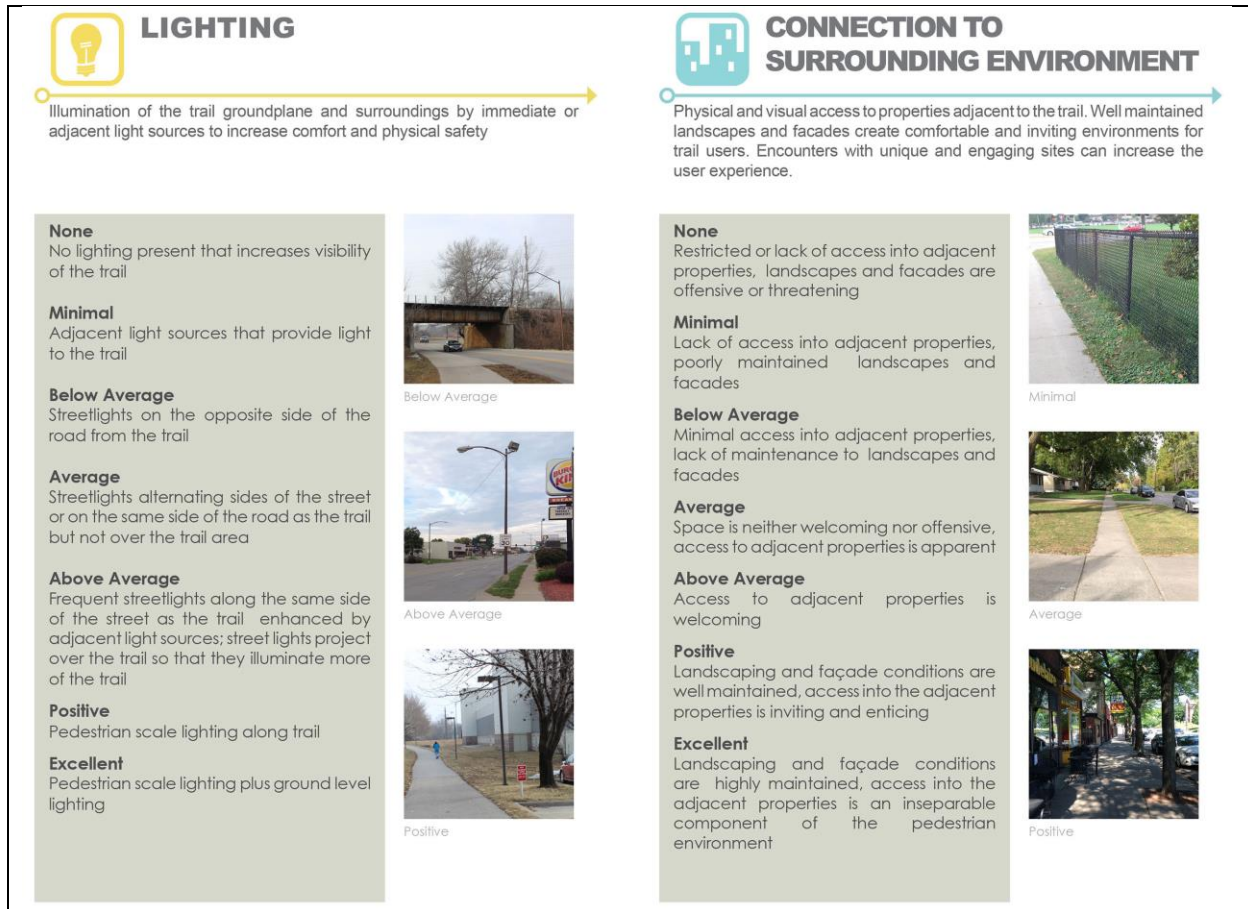 LIGHTING
Illumination of the trail groundplane and surroundings by immediate or
adjacent light sources to increase comfort and physical safety
None
No lighting present that increases visibility
of the trail
Minimal
Adjacent light sources that provide light
to the trail
Below Average
Streetlights on the opposite side of the
road from the trail
Average
Streetlights alternating sides of the street
or on the same side of the road as the trail
but not over the trail area
Above Average
Frequent streetlights along the same side
of the street as the trail enhanced by
adjacent light sources; street lights project
over the trail so that they illuminate more
of the trail
Positive
Pedestrian scale lighting along trail
Excellent
Pedestrian scale lighting plus ground level
lighting
Below Average
BURGER
KING
30
Above Average
Positive
CONNECTION TO
SURROUNDING ENVIRONMENT
Physical and visual access to properties adjacent to the trail. Well maintained
landscapes and facades create comfortable and inviting environments for
trail users. Encounters with unique and engaging sites can increase the
user experience.
None
Restricted or lack of access into adjacent
properties, landscapes and facades are
offensive or threatening
Minimal
Lack of access into adjacent properties,
poorly maintained landscapes and
facades
Below Average
Minimal access into adjacent properties,
lack of maintenance to landscapes and
facades
Average
Space is neither welcoming nor offensive,
access to adjacent properties is apparent
Above Average
Access to adjacent properties is
welcoming
Positive
Landscaping and façade conditions are
well maintained, access into the adjacent
properties is inviting and enticing
Excellent
Landscaping and façade conditions
are highly maintained, access into the
adjacent properties is an inseparable
component of the pedestrian
environment
Minimal
Average
Positive